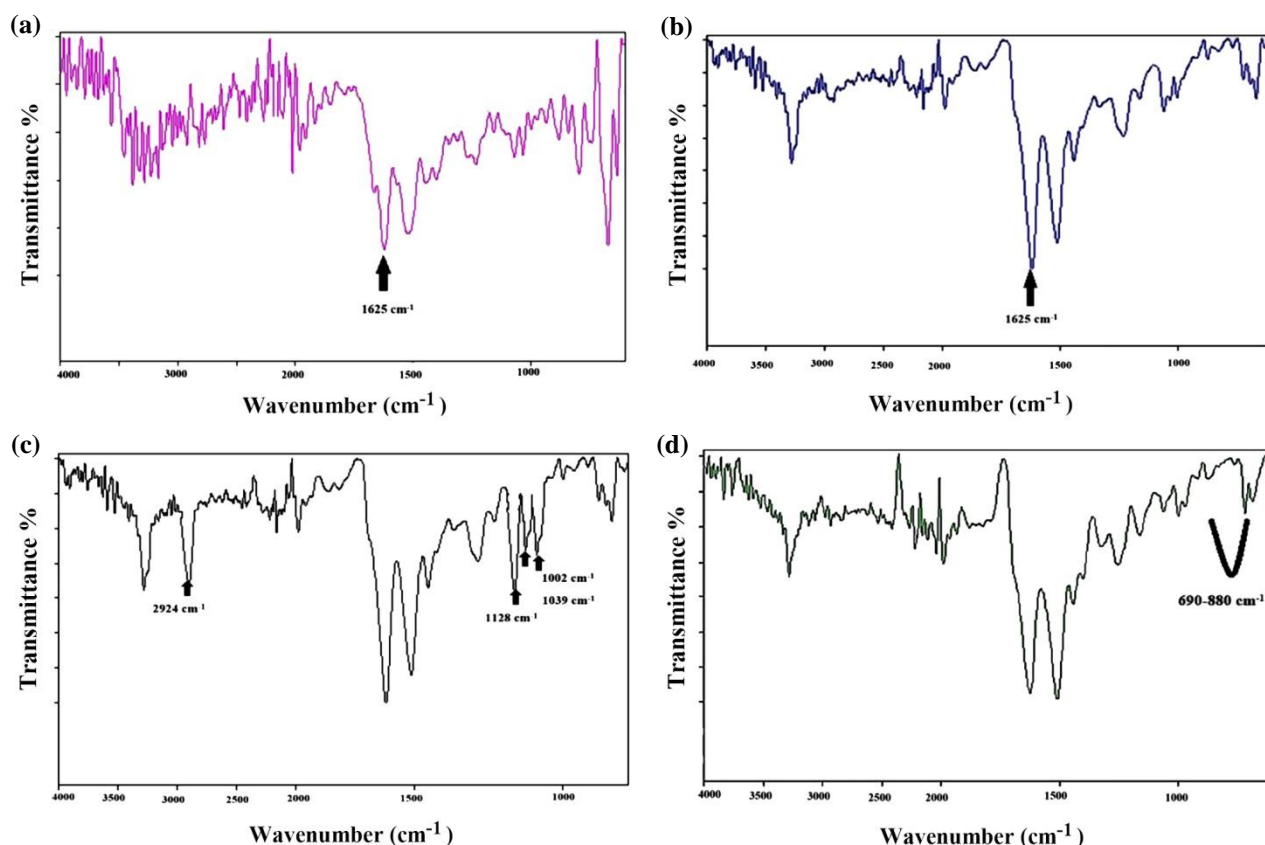 (a)
Transmittance %
1625 cm⁻¹
4000 3000 2000 1500 1000
Wavenumber (cm⁻¹ )
(b)
Transmittance %
1625 cm⁻¹
4000 3500 3000 2500 2000 1500 1000
Wavenumber (cm⁻¹ )
(c)
Transmittance %
2924 cm⁻¹
1128 cm⁻¹
1002 cm⁻¹
1039 cm⁻¹
4000 3500 3000 2000 1500 1000
Wavenumber (cm⁻¹ )
(d)
Transmittance %
690-880 cm⁻¹
4000 3500 3000 2500 2000 1500 1000
Wavenumber (cm⁻¹ )